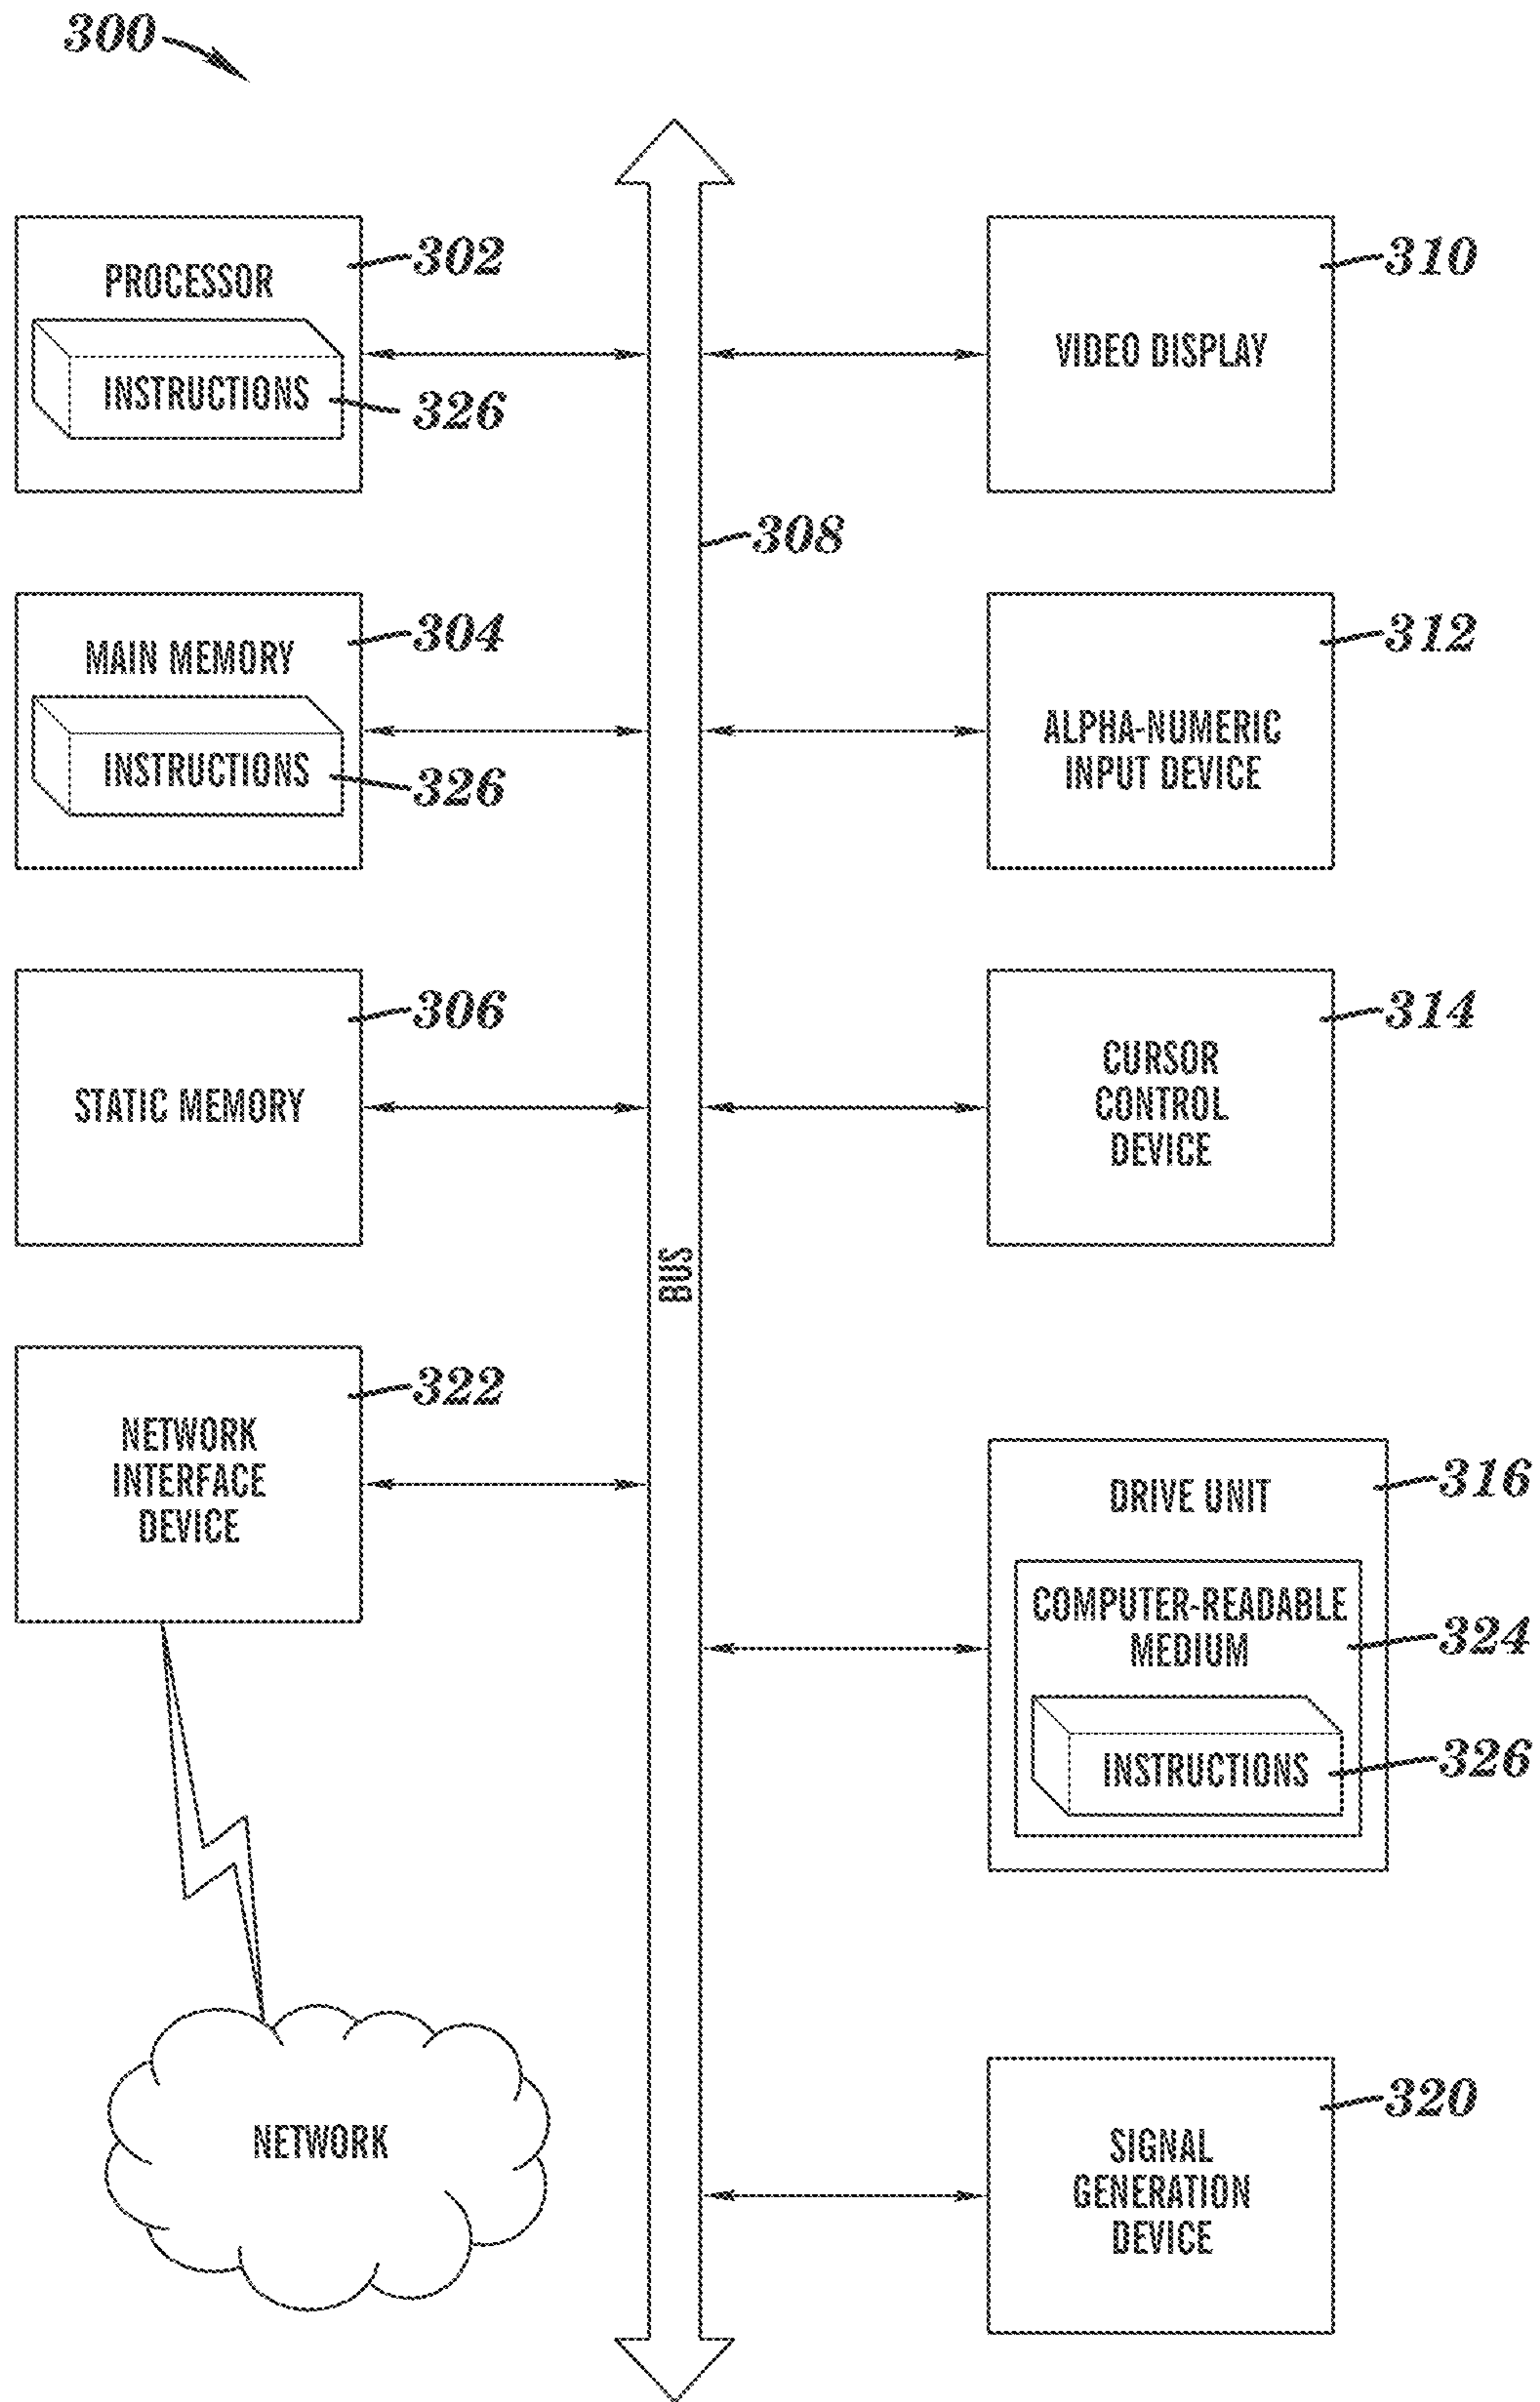 300
PROCESSOR
302
INSTRUCTIONS
326
MAIN MEMORY
304
INSTRUCTIONS
326
STATIC MEMORY
306
NETWORK
INTERFACE
DEVICE
322
NETWORK
BUS
308
VIDEO DISPLAY
310
ALPHA-NUMERIC
INPUT DEVICE
312
CURSOR
CONTROL
DEVICE
314
DRIVE UNIT
316
COMPUTER-READABLE
MEDIUM
324
INSTRUCTIONS
326
SIGNAL
GENERATION
DEVICE
320